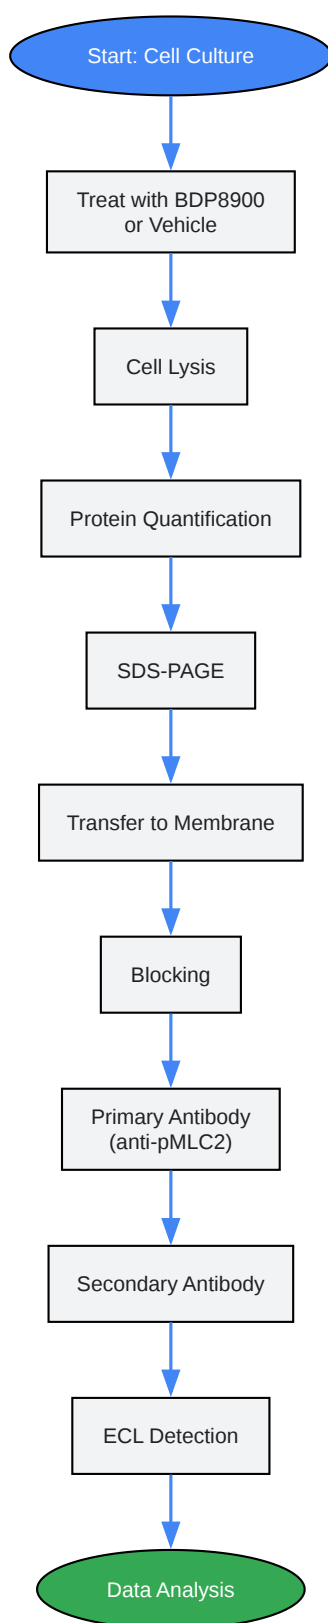 Start: Cell Culture
Treat with BDP8900
or Vehicle
Cell Lysis
Protein Quantification
SDS-PAGE
Transfer to Membrane
Blocking
Primary Antibody
(anti-pMLC2)
Secondary Antibody
ECL Detection
Data Analysis